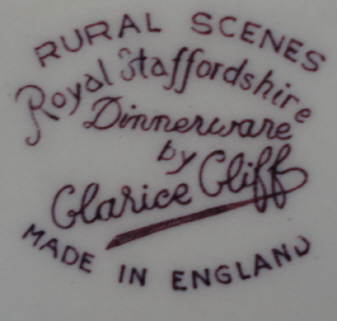 RURAL SCENES
Royal Staffordshire
Dinnerware
by
Clarice Cliff
MADE IN ENGLAND